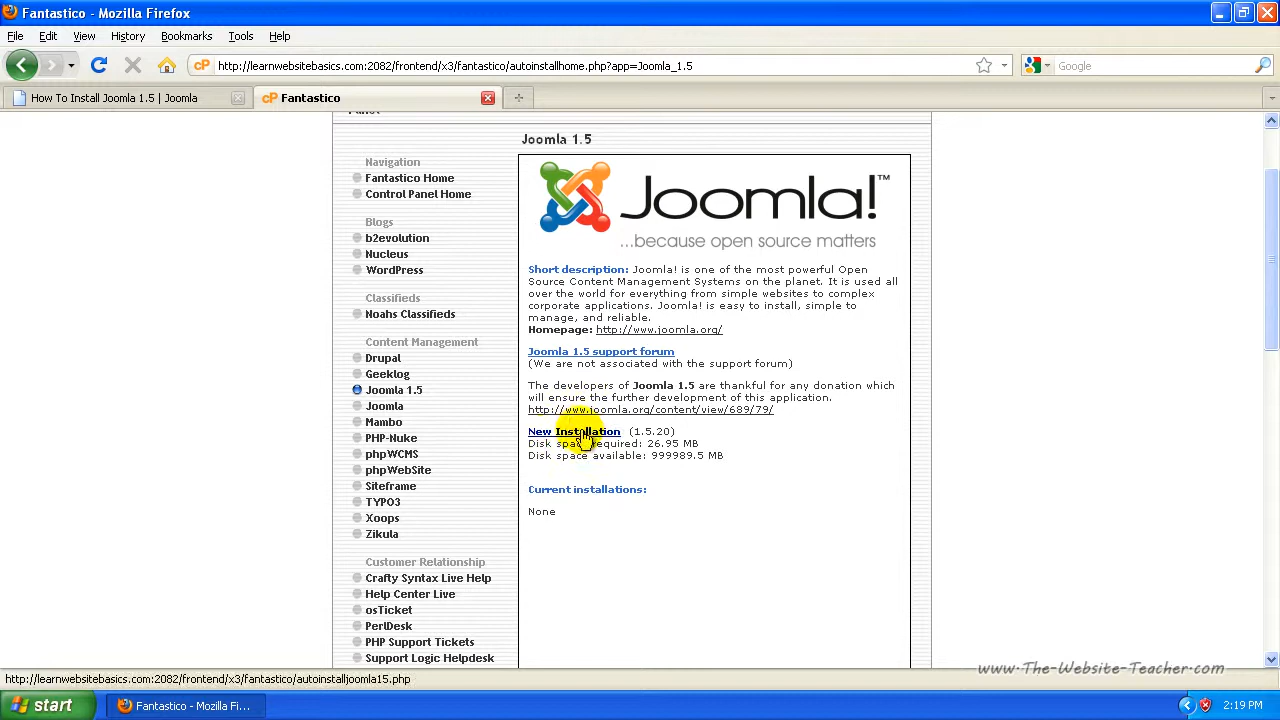 Fantastico - Mozilla Firefox
File Edit View History Bookmarks Tools Help
http://learnwebsitebasics.com:2082/frontend/x3/fantastico/autoinstallhome.php?app=Joomla_1.5
Google
How To Install Joomla 1.5 | Joomla
cP Fantastico
Joomla 1.5
Navigation
Fantastico Home
Control Panel Home
Blogs
b2evolution
Nucleus
WordPress
Classifieds
Noahs Classifieds
Content Management
Drupal
Geeklog
Joomla 1.5
Joomla
Mambo
PHP-Nuke
phpWCMS
phpWebSite
Siteframe
TYPO3
Xoops
Zikula
Customer Relationship
Crafty Syntax Live Help
Help Center Live
osTicket
PerlDesk
PHP Support Tickets
Support Logic Helpdesk
Joomla!™
...because open source matters
Short description: Joomla! is one of the most powerful Open
Source Content Management Systems on the planet. It is used all
over the world for everything from simple websites to complex
corporate applications. Joomla! is easy to install, simple to
manage, and reliable.
Homepage: http://www.joomla.org/
Joomla 1.5 support forum
(We are not associated with the support forum)
The developers of Joomla 1.5 are thankful for any donation which
will ensure the further development of this application.
http://www.joomla.org/content/view/689/79/
New Installation (1.5.20)
Disk space required: 26.95 MB
Disk space available: 999989.5 MB
Current installations:
None
www.The-Website-Teacher.com
http://learnwebsitebasics.com:2082/frontend/x3/fantastico/autoinstalljoomla15.php
start
Fantastico - Mozilla Fi...
2:19 PM